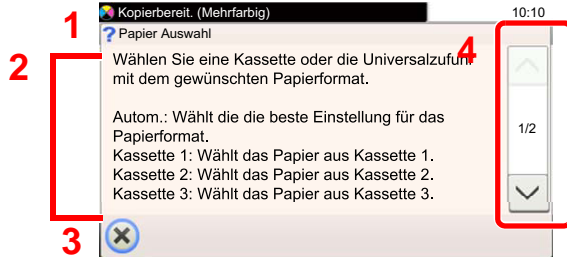 Kopierbereit. (Mehrfarbig) 10:10
1
? Papier Auswahl
2
4
Wählen Sie eine Kassette oder die Universalzufuhr
mit dem gewünschten Papierformat.
Autom.: Wählt die die beste Einstellung für das
Papierformat.
1/2
Kassette 1: Wählt das Papier aus Kassette 1.
Kassette 2: Wählt das Papier aus Kassette 2.
Kassette 3: Wählt das Papier aus Kassette 3.
3